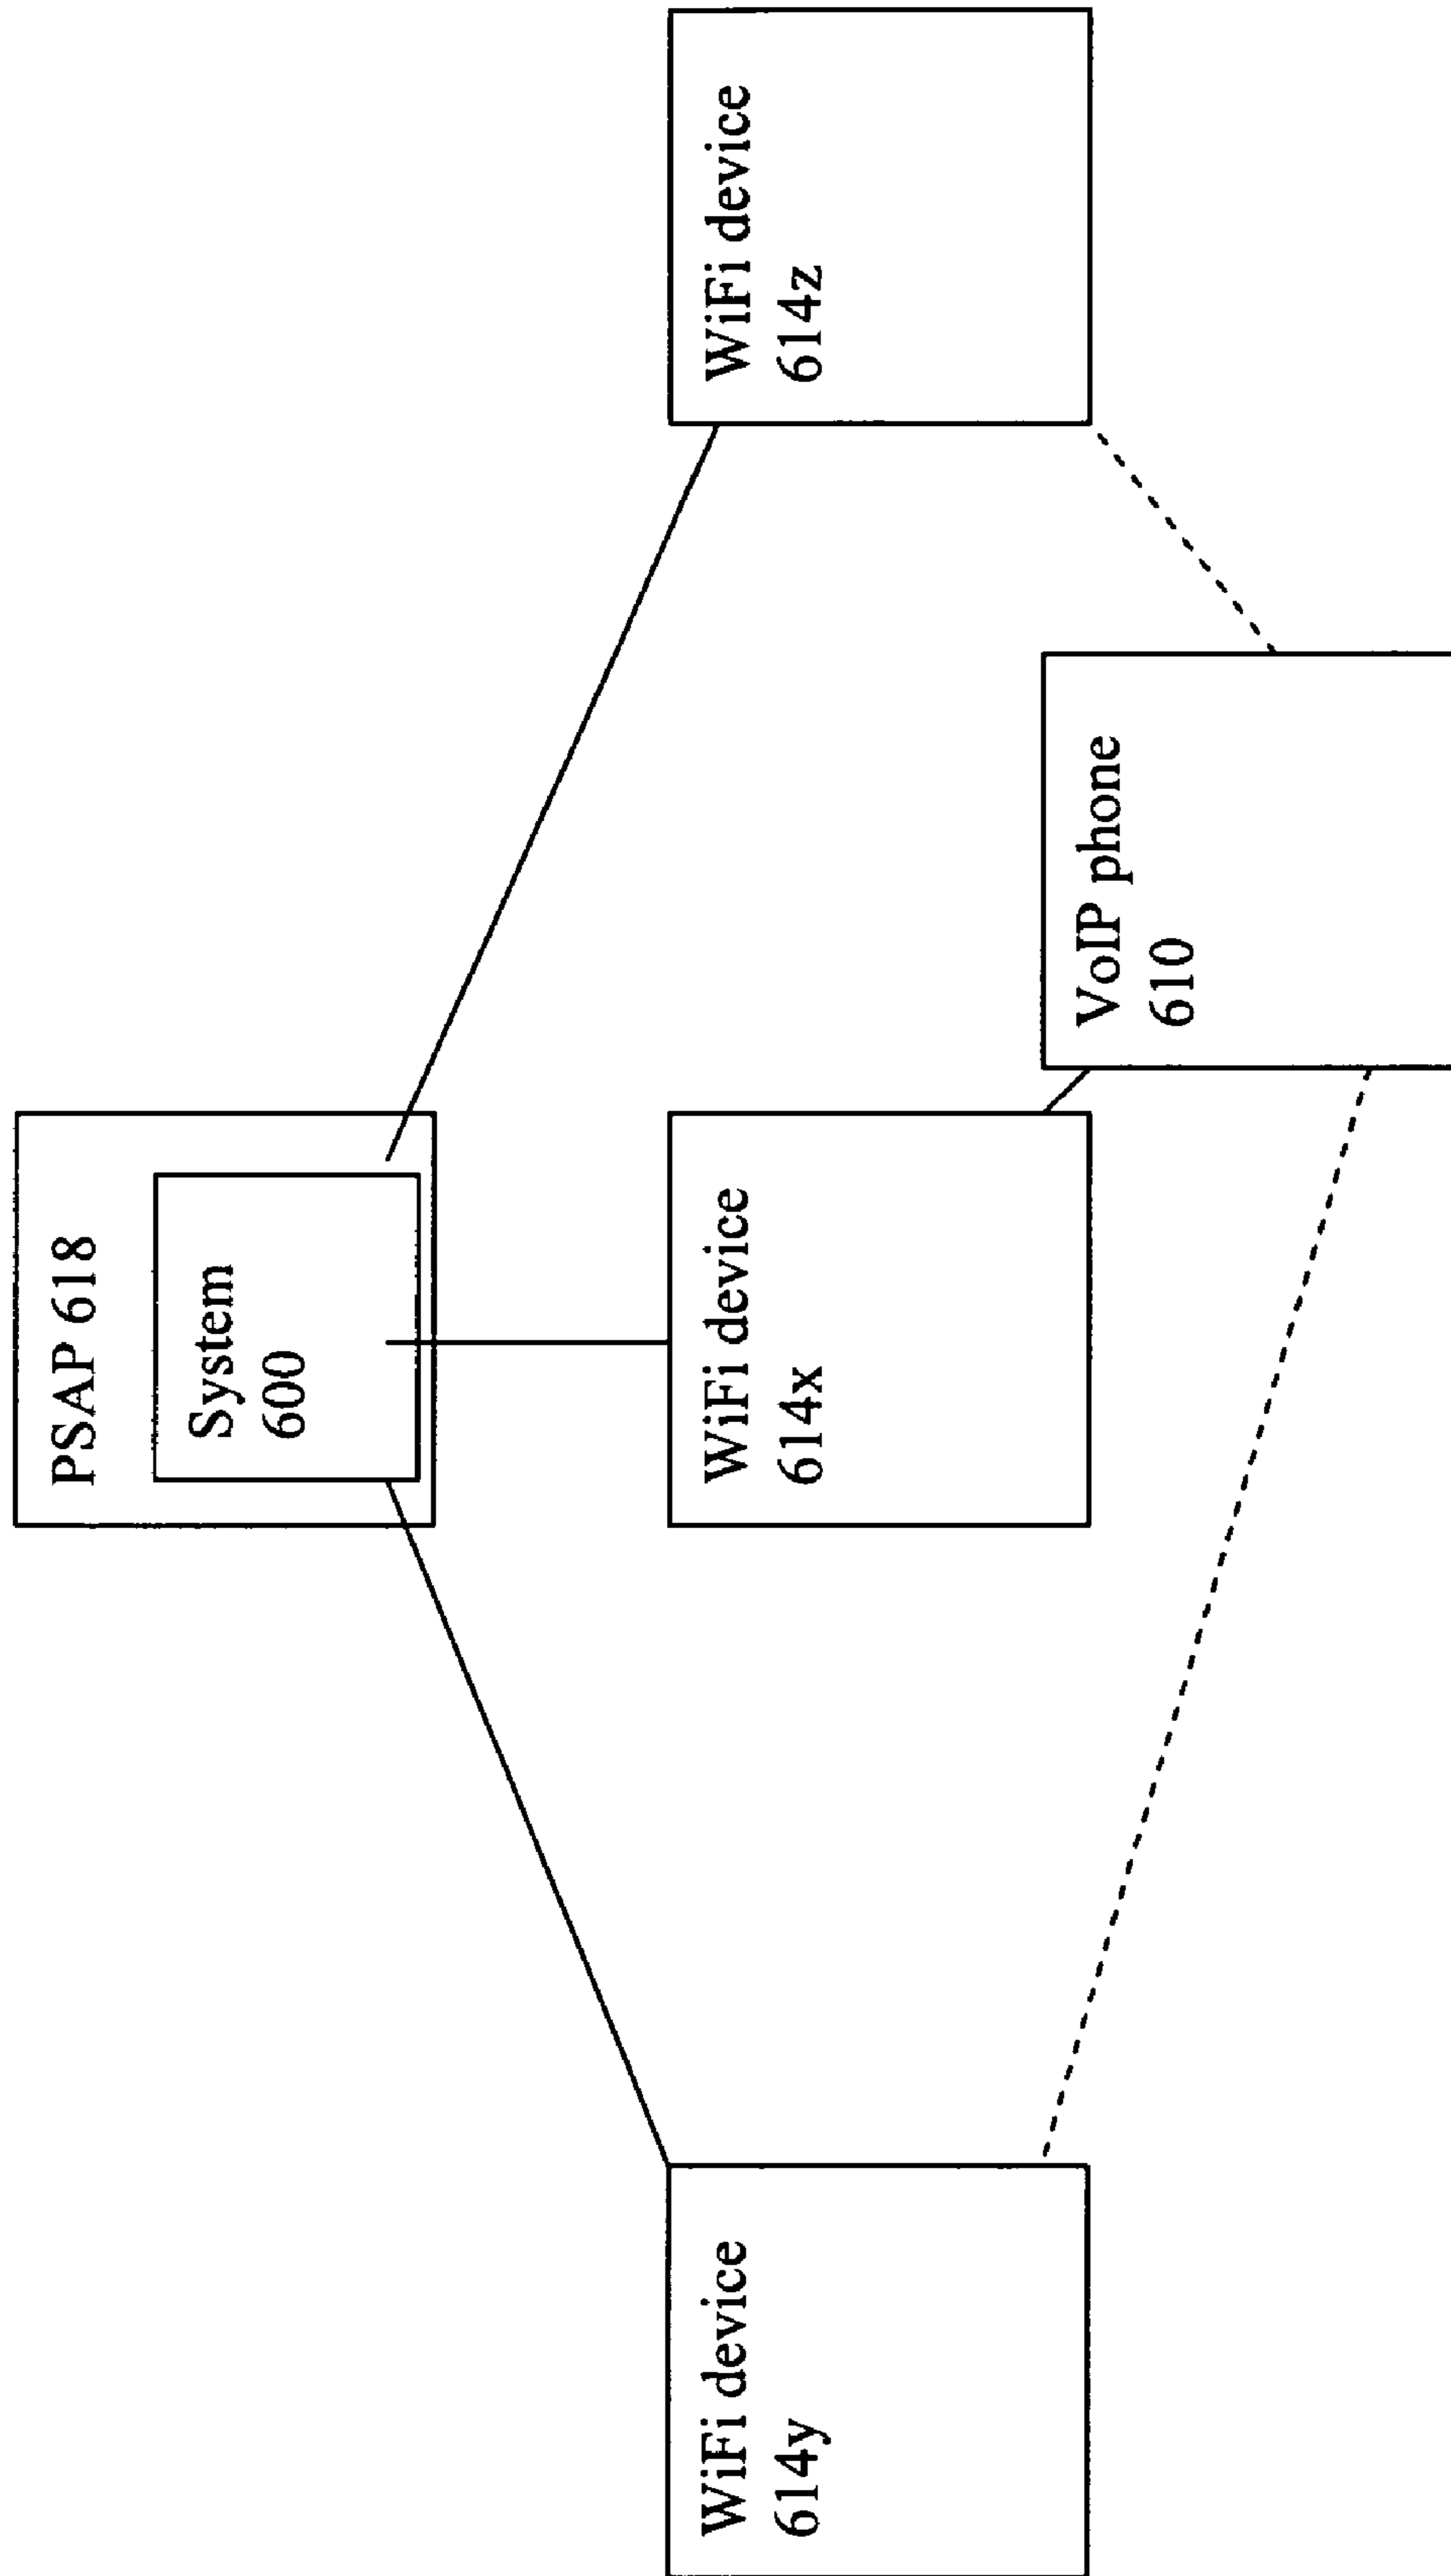 PSAP 618
System
600
WiFi device
614y
WiFi device
614x
WiFi device
614z
VoIP phone
610